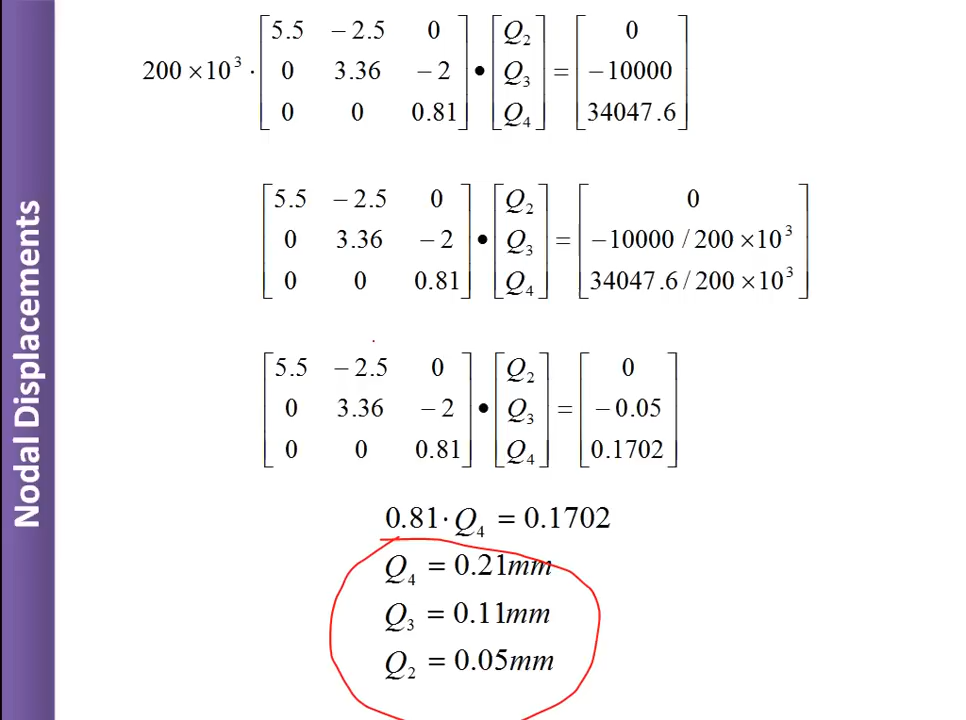 Nodal Displacements
200 × 10³ · [5.5 − 2.5 0; 0 3.36 − 2; 0 0 0.81] • [Q₂; Q₃; Q₄] = [0; −10000; 34047.6]
[5.5 − 2.5 0; 0 3.36 − 2; 0 0 0.81] • [Q₂; Q₃; Q₄] = [0; −10000 / 200 × 10³; 34047.6 / 200 × 10³]
[5.5 − 2.5 0; 0 3.36 − 2; 0 0 0.81] • [Q₂; Q₃; Q₄] = [0; − 0.05; 0.1702]
0.81 · Q₄ = 0.1702
Q₄ = 0.21mm
Q₃ = 0.11mm
Q₂ = 0.05mm